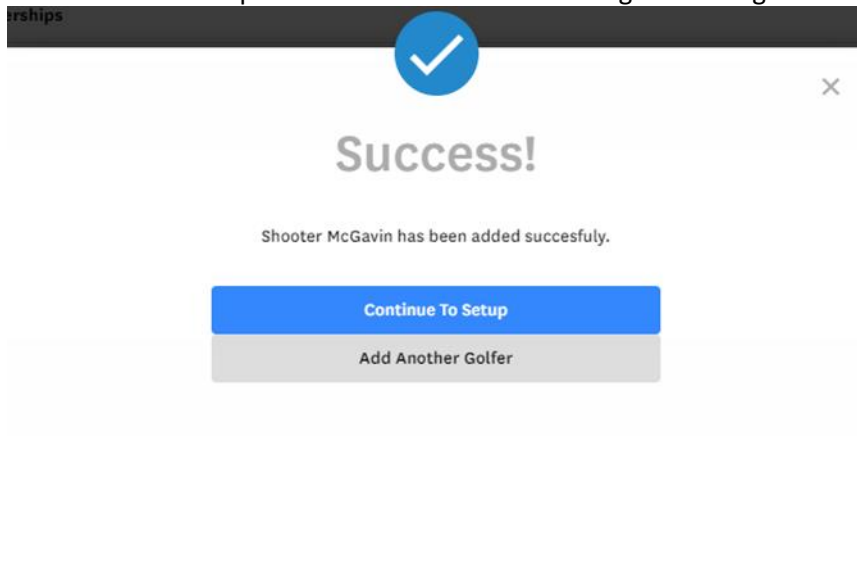 erships
Success!
Shooter McGavin has been added succesfuly.
Continue To Setup
Add Another Golfer